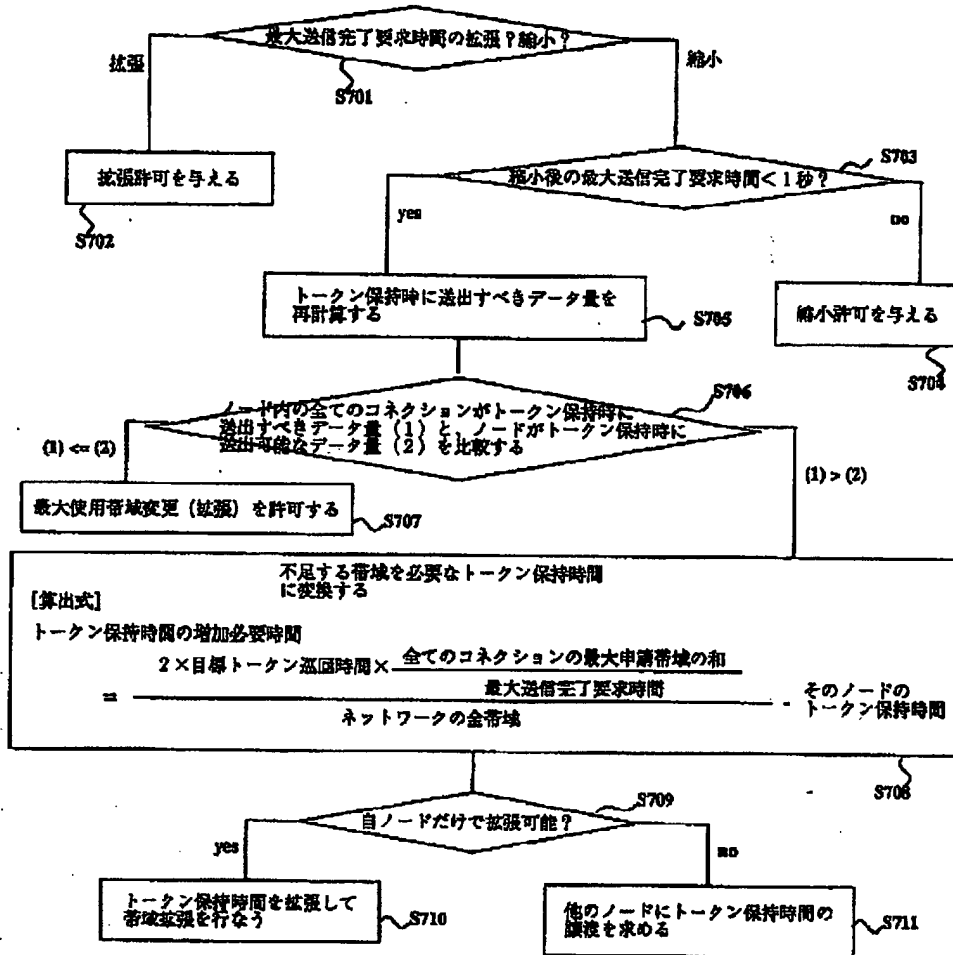 最大送信完了要求時間の拡張？縮小？
拡張
縮小
S701
拡張許可を与える
S702
S703
縮小後の最大送信完了要求時間＜１秒？
yes
no
トークン保持時に送出すべきデータ量を
再計算する
S705
縮小許可を与える
S704
S706
ノード内の全てのコネクションがトークン保持時に
送出すべきデータ量（１）と、ノードがトークン保持時に
送出可能なデータ量（２）を比較する
(1) <= (2)
(1) > (2)
最大使用帯域変更（拡張）を許可する
S707
不足する帯域を必要なトークン保持時間
に変換する
[算出式]
トークン保持時間の増加必要時間
２×目標トークン巡回時間×
全てのコネクションの最大申請帯域の和
最大送信完了要求時間
=
ネットワークの全帯域
-
そのノードの
トークン保持時間
S708
S709
自ノードだけで拡張可能？
yes
no
トークン保持時間を拡張して
帯域拡張を行なう
S710
他のノードにトークン保持時間の
譲渡を求める
S711